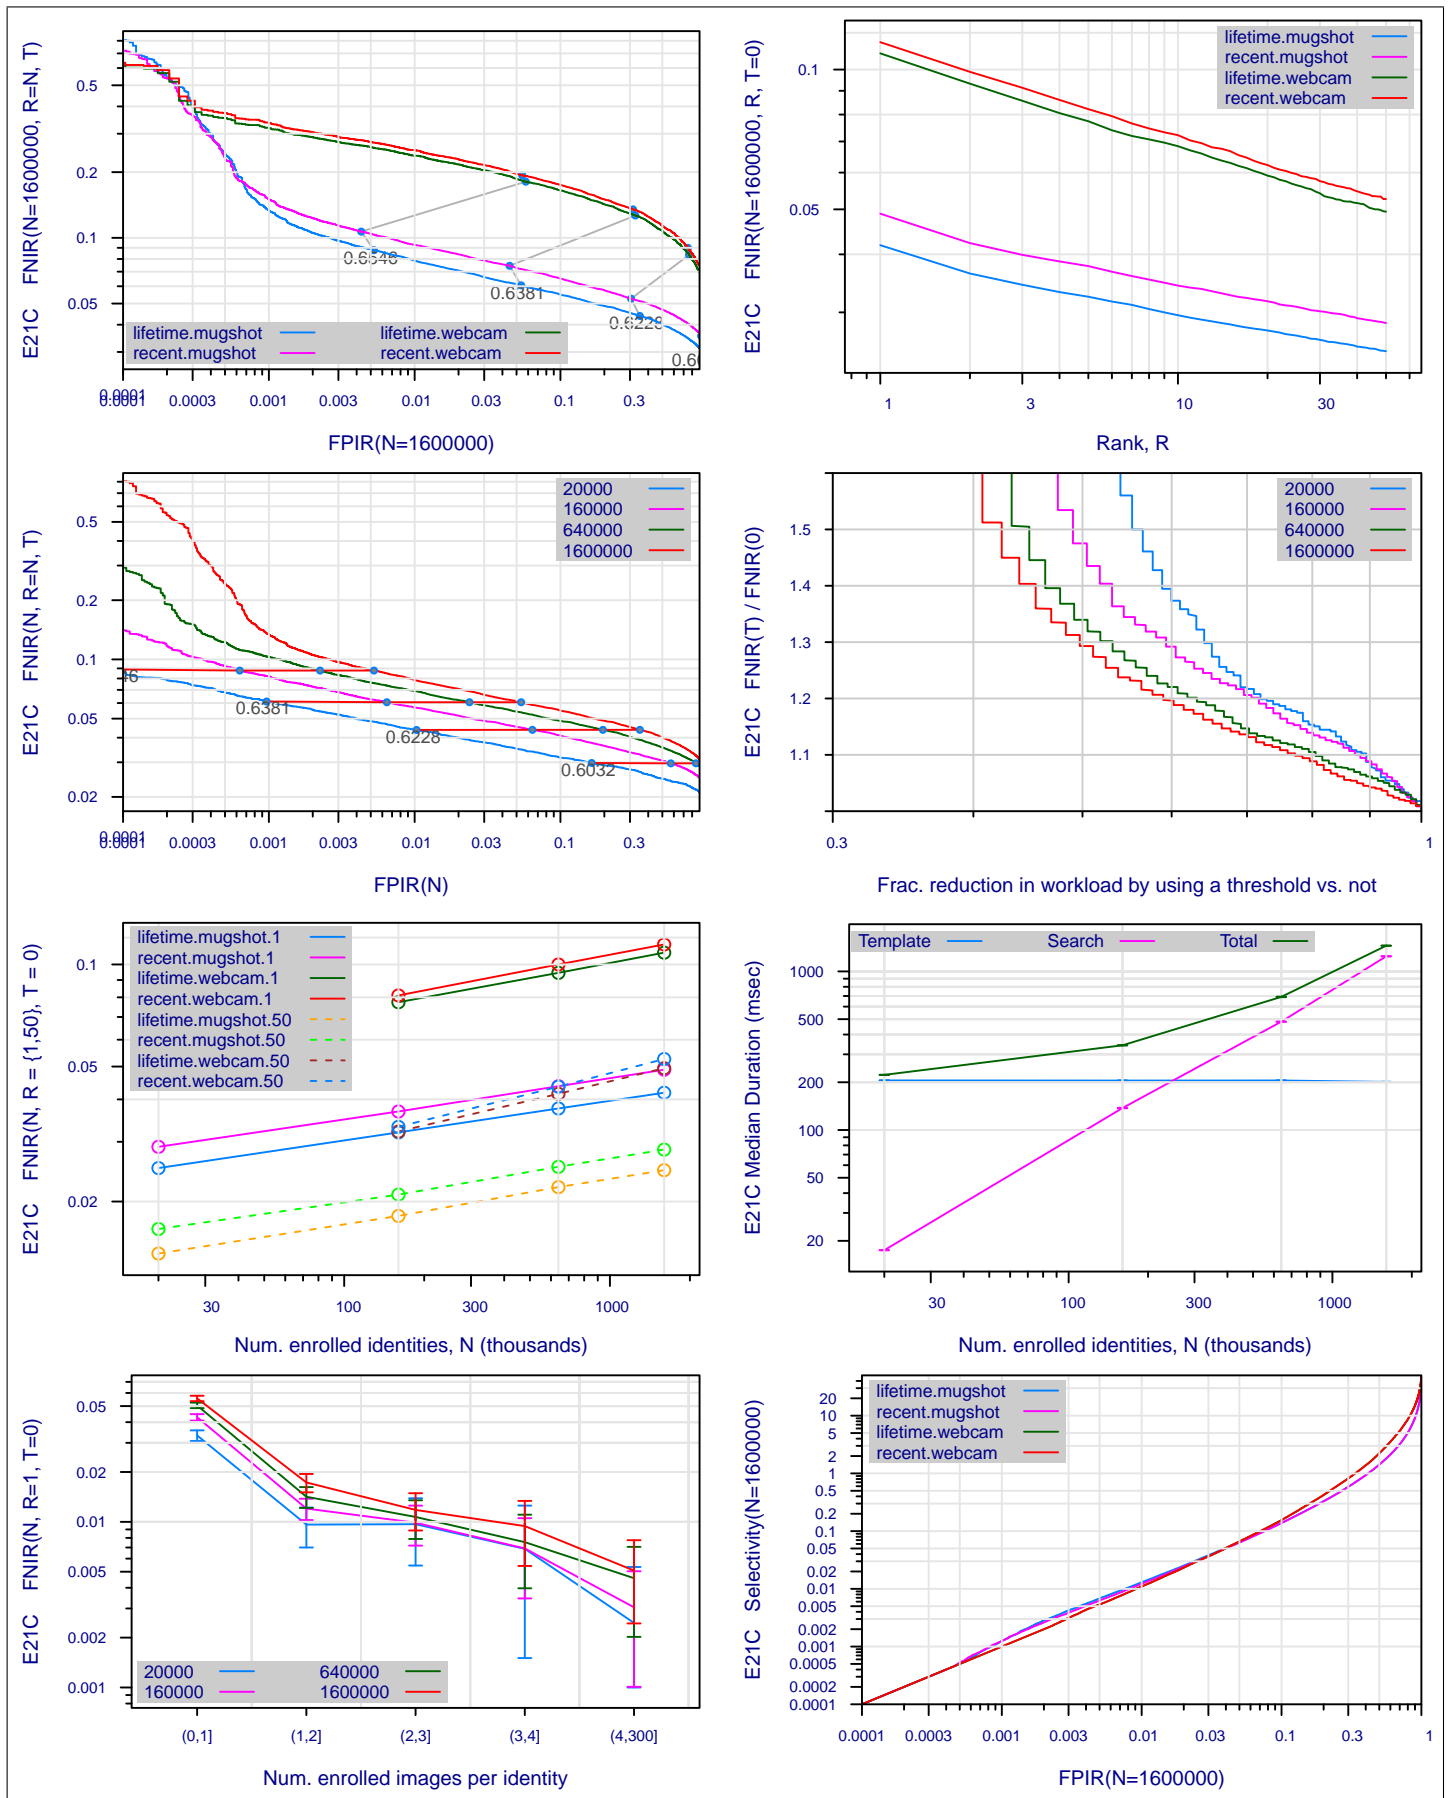 E21C FNIR(N=1600000, R=N, T)
0.5
0.2
0.1
0.05
0.6546
0.6381
0.6228
lifetime.mugshot
recent.mugshot
lifetime.webcam
recent.webcam
0.0001
0.0001 0.0003 0.001 0.003 0.01 0.03 0.1 0.3
FPIR(N=1600000)
E21C FNIR(N=1600000, R, T=0)
0.1
0.05
lifetime.mugshot
recent.mugshot
lifetime.webcam
recent.webcam
1 3 10 30
Rank, R
E21C FNIR(N, R=N, T)
0.5
0.2
0.1
0.05
0.02
20000
160000
640000
1600000
46
0.6381
0.6228
0.6032
0.0001
0.0001 0.0003 0.001 0.003 0.01 0.03 0.1 0.3
FPIR(N)
E21C FNIR(T) / FNIR(0)
1.5
1.4
1.3
1.2
1.1
20000
160000
640000
1600000
0.3 1
Frac. reduction in workload by using a threshold vs. not
E21C FNIR(N, R = {1,50}, T = 0)
0.1
0.05
0.02
lifetime.mugshot.1
recent.mugshot.1
lifetime.webcam.1
recent.webcam.1
lifetime.mugshot.50
recent.mugshot.50
lifetime.webcam.50
recent.webcam.50
30 100 300 1000
Num. enrolled identities, N (thousands)
E21C Median Duration (msec)
1000
500
200
100
50
20
Template Search Total
30 100 300 1000
Num. enrolled identities, N (thousands)
E21C FNIR(N, R=1, T=0)
0.05
0.02
0.01
0.005
0.002
0.001
20000
160000
640000
1600000
(0,1] (1,2] (2,3] (3,4] (4,300]
Num. enrolled images per identity
E21C Selectivity(N=1600000)
20
10
5
2
1
0.5
0.2
0.1
0.05
0.02
0.01
0.005
0.002
0.001
0.0005
0.0002
0.0001
lifetime.mugshot
recent.mugshot
lifetime.webcam
recent.webcam
0.0001 0.0003 0.001 0.003 0.01 0.03 0.1 0.3 1
FPIR(N=1600000)